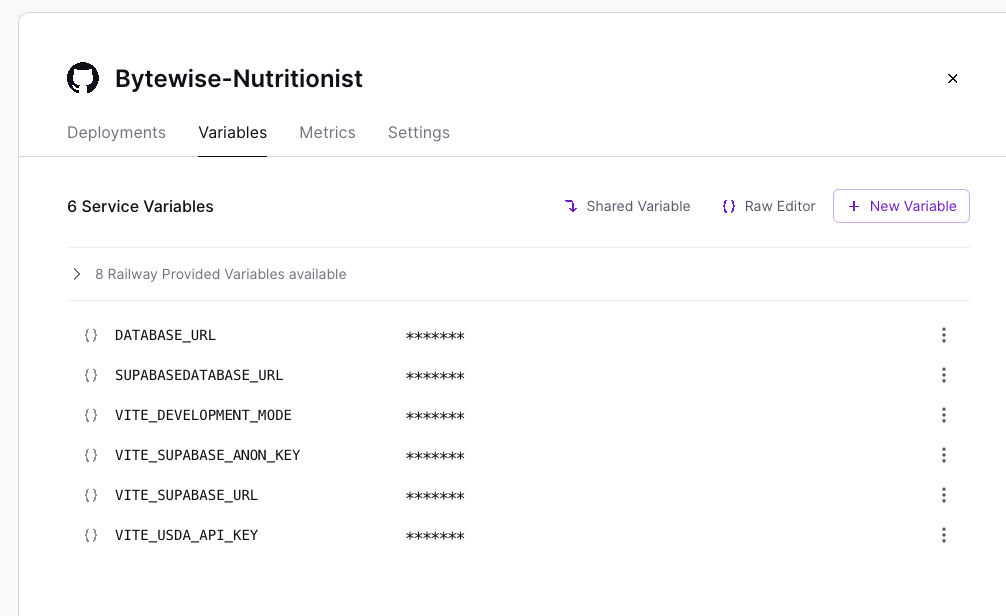 Bytewise-Nutritionist
Deployments Variables Metrics Settings
6 Service Variables Shared Variable {} Raw Editor + New Variable
8 Railway Provided Variables available
{} DATABASE_URL *******
{} SUPABASEDATABASE_URL *******
{} VITE_DEVELOPMENT_MODE *******
{} VITE_SUPABASE_ANON_KEY *******
{} VITE_SUPABASE_URL *******
{} VITE_USDA_API_KEY *******